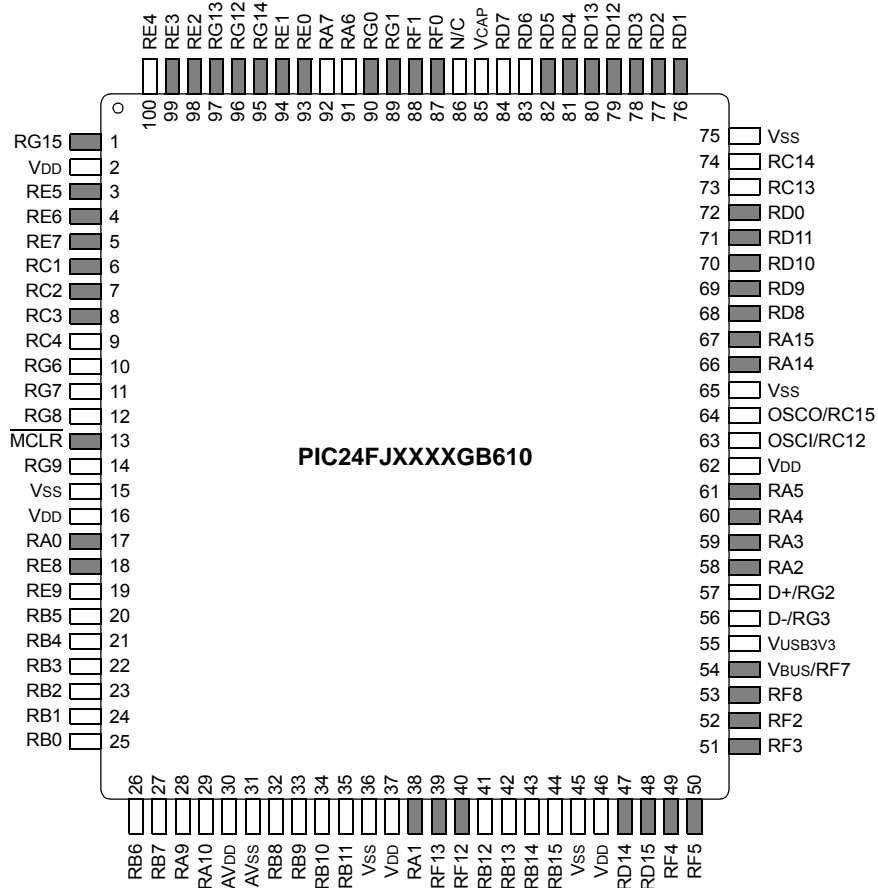 RE4 RE3 RE2 RG13 RG12 RG14 RE1 RE0 RA7 RA6 RG0 RG1 RF1 RF0 N/C VCAP RD7 RD6 RD5 RD4 RD13 RD12 RD3 RD2 RD1
100 99 98 97 96 95 94 93 92 91 90 89 88 87 86 85 84 83 82 81 80 79 78 77 76
RG15 1
VDD 2
RE5 3
RE6 4
RE7 5
RC1 6
RC2 7
RC3 8
RC4 9
RG6 10
RG7 11
RG8 12
MCLR 13
RG9 14
VSS 15
VDD 16
RA0 17
RE8 18
RE9 19
RB5 20
RB4 21
RB3 22
RB2 23
RB1 24
RB0 25
PIC24FJXXXXGB610
75 VSS
74 RC14
73 RC13
72 RD0
71 RD11
70 RD10
69 RD9
68 RD8
67 RA15
66 RA14
65 VSS
64 OSCO/RC15
63 OSCI/RC12
62 VDD
61 RA5
60 RA4
59 RA3
58 RA2
57 D+/RG2
56 D-/RG3
55 VUSB3V3
54 VBUS/RF7
53 RF8
52 RF2
51 RF3
26 27 28 29 30 31 32 33 34 35 36 37 38 39 40 41 42 43 44 45 46 47 48 49 50
RB6 RB7 RA9 RA10 AVDD AVSS RB8 RB9 RB10 RB11 VSS VDD RA1 RF13 RF12 RB12 RB13 RB14 RB15 VSS VDD RD14 RD15 RF4 RF5